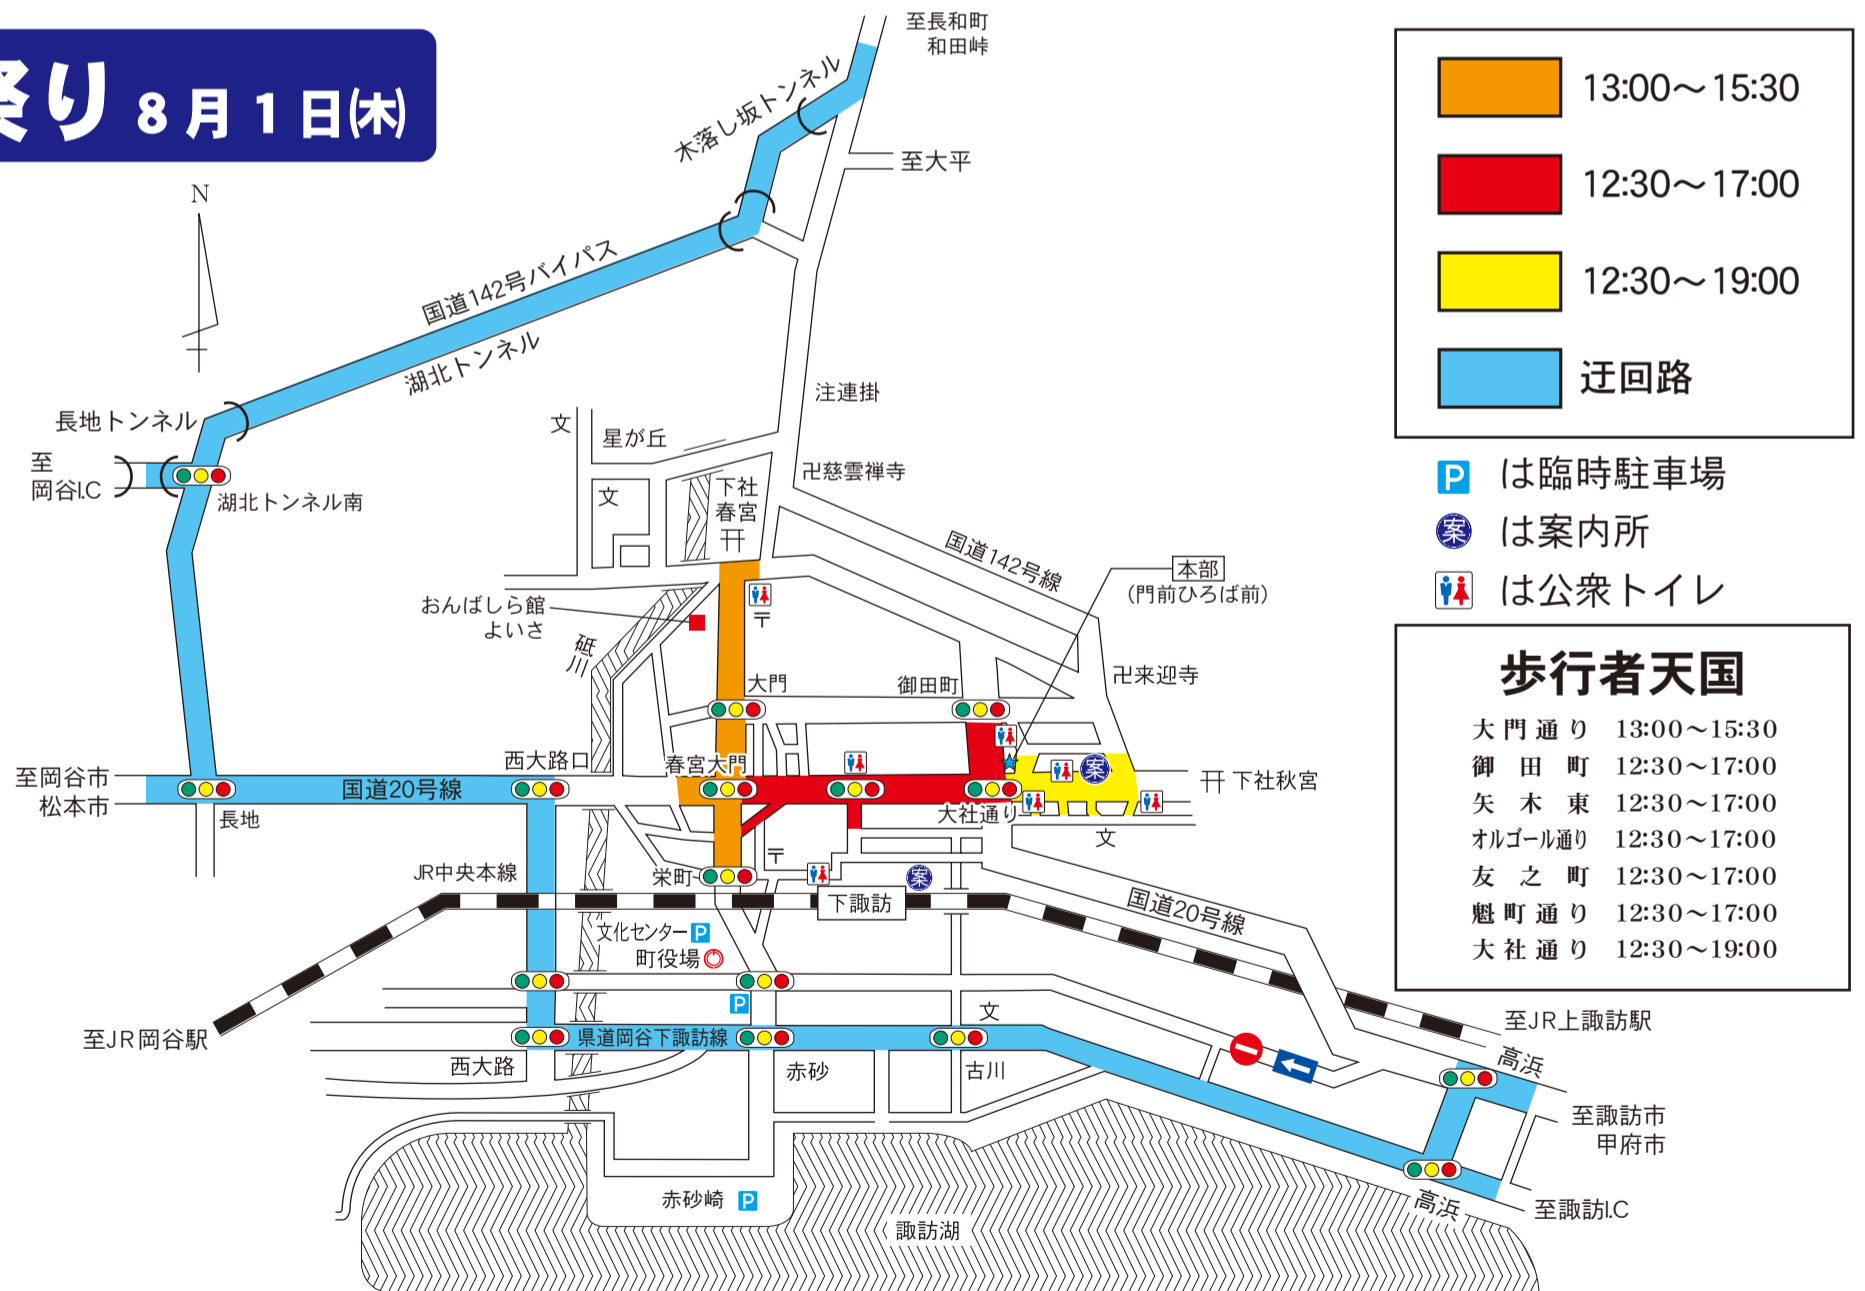 祭り 8月1日(木)
至長和町
和田峠
木落し坂トンネル
至大平
N
国道142号バイパス
湖北トンネル
長地トンネル
至
岡谷I.C
湖北トンネル南
注連掛
文
星が丘
卍慈雲禅寺
文
下社
春宮
国道142号線
本部
(門前ひろば前)
おんばしら館
よいさ
砥川
〒
大門
御田町
卍来迎寺
西大路口
春宮大門
案
至岡谷市
松本市
国道20号線
下社秋宮
長地
大社通り
文
JR中央本線
栄町
〒
案
下諏訪
国道20号線
文化センターP
町役場
P
文
至JR岡谷駅
県道岡谷下諏訪線
西大路
赤砂
古川
至JR上諏訪駅
高浜
至諏訪市
甲府市
赤砂崎 P
諏訪湖
高浜
至諏訪I.C
13:00〜15:30
12:30〜17:00
12:30〜19:00
迂回路
P は臨時駐車場
案 は案内所
は公衆トイレ
歩行者天国
大門通り 13:00〜15:30
御田町 12:30〜17:00
矢木東 12:30〜17:00
オルゴール通り 12:30〜17:00
友之町 12:30〜17:00
魁町通り 12:30〜17:00
大社通り 12:30〜19:00